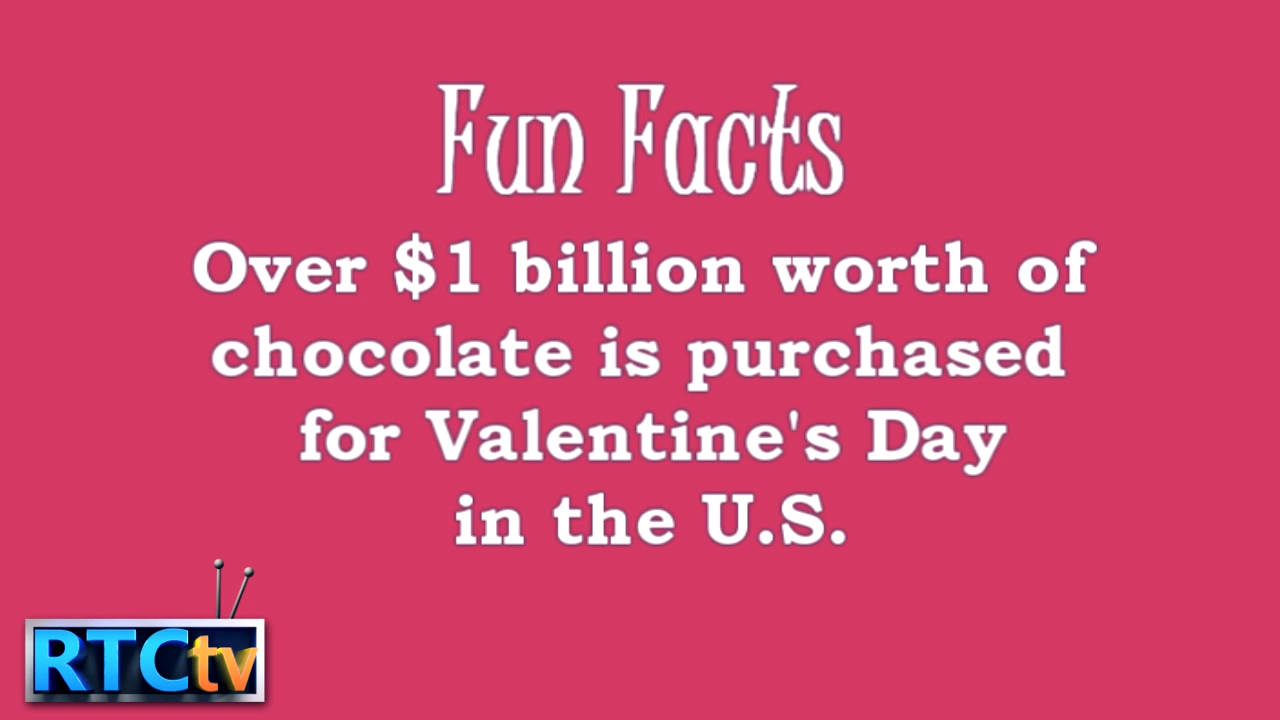 Fun Facts
Over $1 billion worth of
chocolate is purchased
for Valentine's Day
in the U.S.
RTCtv